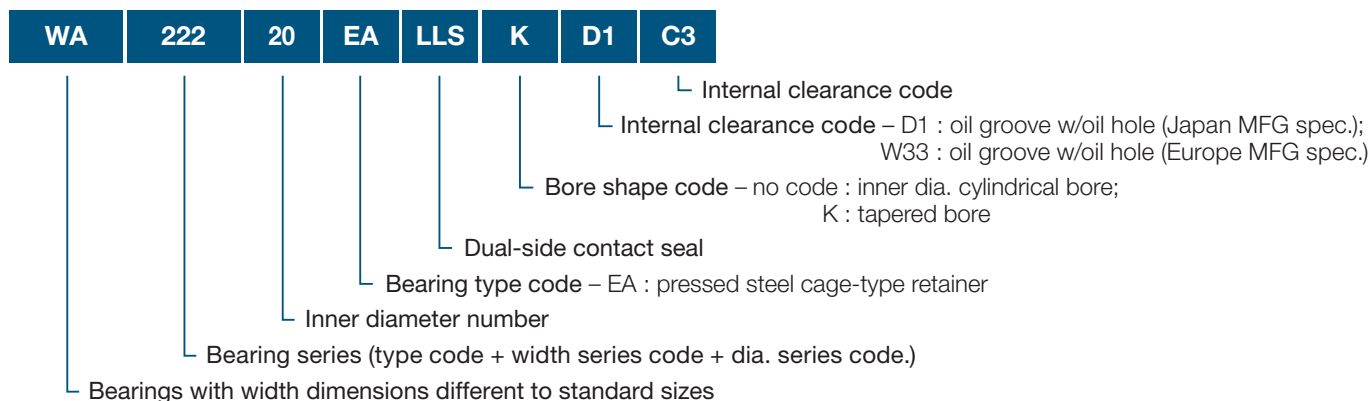 WA 222 20 EA LLS K D1 C3
Internal clearance code
Internal clearance code – D1 : oil groove w/oil hole (Japan MFG spec.);
W33 : oil groove w/oil hole (Europe MFG spec.)
Bore shape code – no code : inner dia. cylindrical bore;
K : tapered bore
Dual-side contact seal
Bearing type code – EA : pressed steel cage-type retainer
Inner diameter number
Bearing series (type code + width series code + dia. series code.)
Bearings with width dimensions different to standard sizes